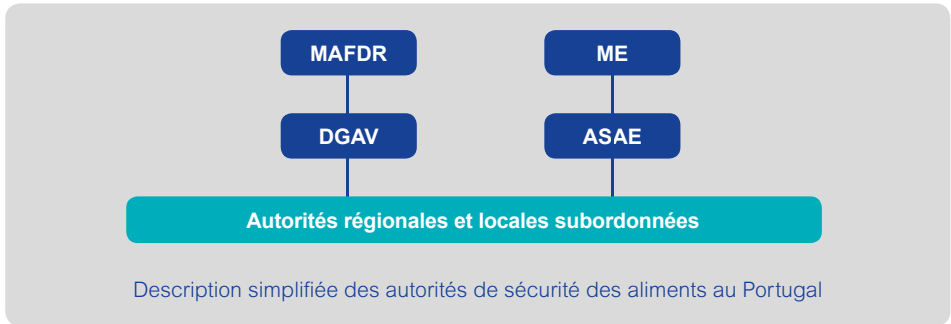 MAFDR
ME
DGAV
ASAE
Autorités régionales et locales subordonnées
Description simplifiée des autorités de sécurité des aliments au Portugal